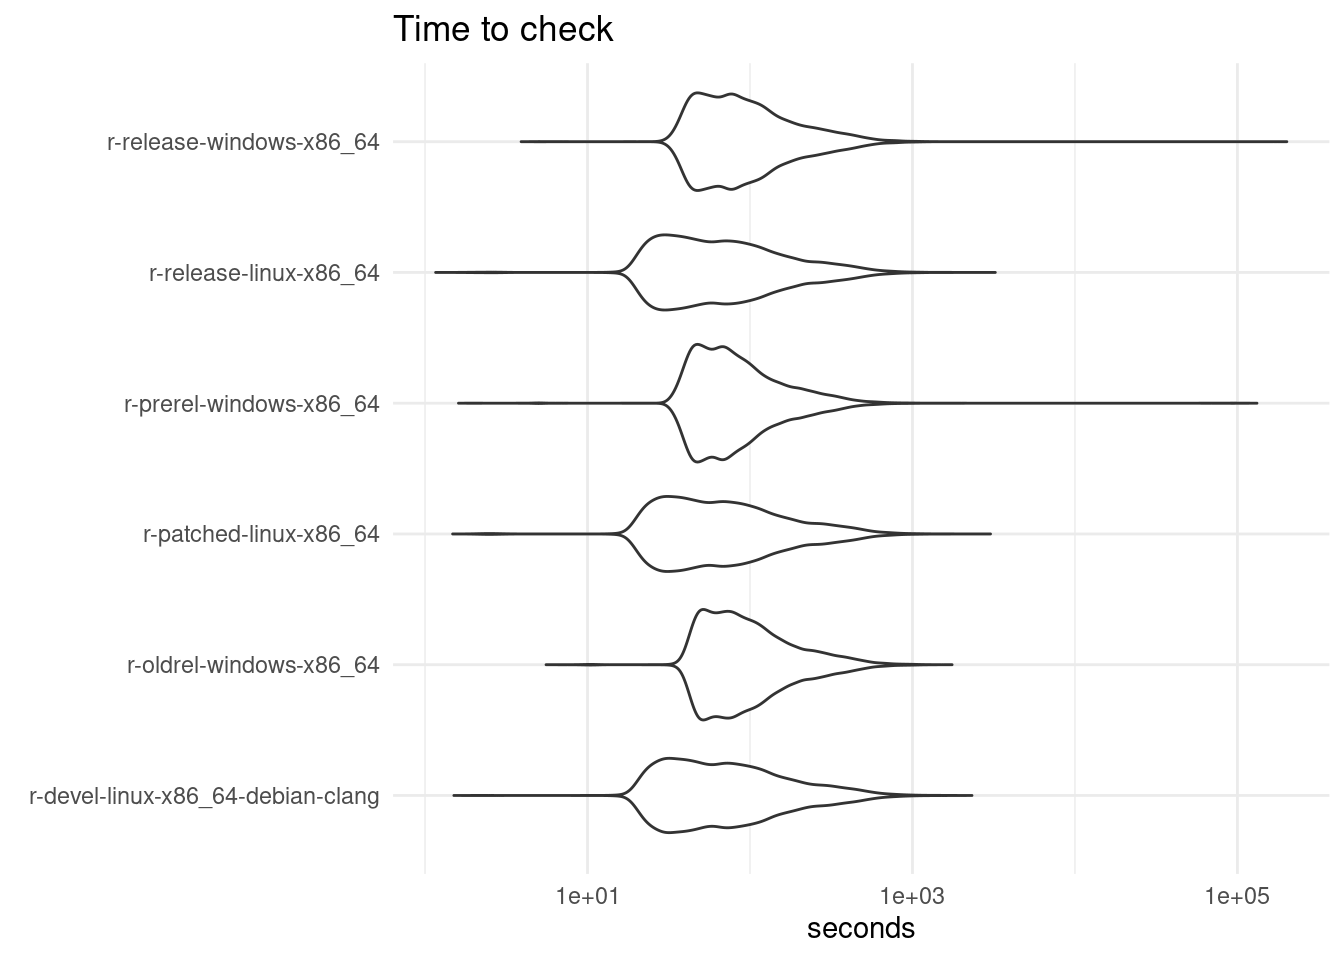 Time to check
r-release-windows-x86_64
r-release-linux-x86_64
r-prerel-windows-x86_64
r-patched-linux-x86_64
r-oldrel-windows-x86_64
r-devel-linux-x86_64-debian-clang
1e+01 1e+03 1e+05
seconds